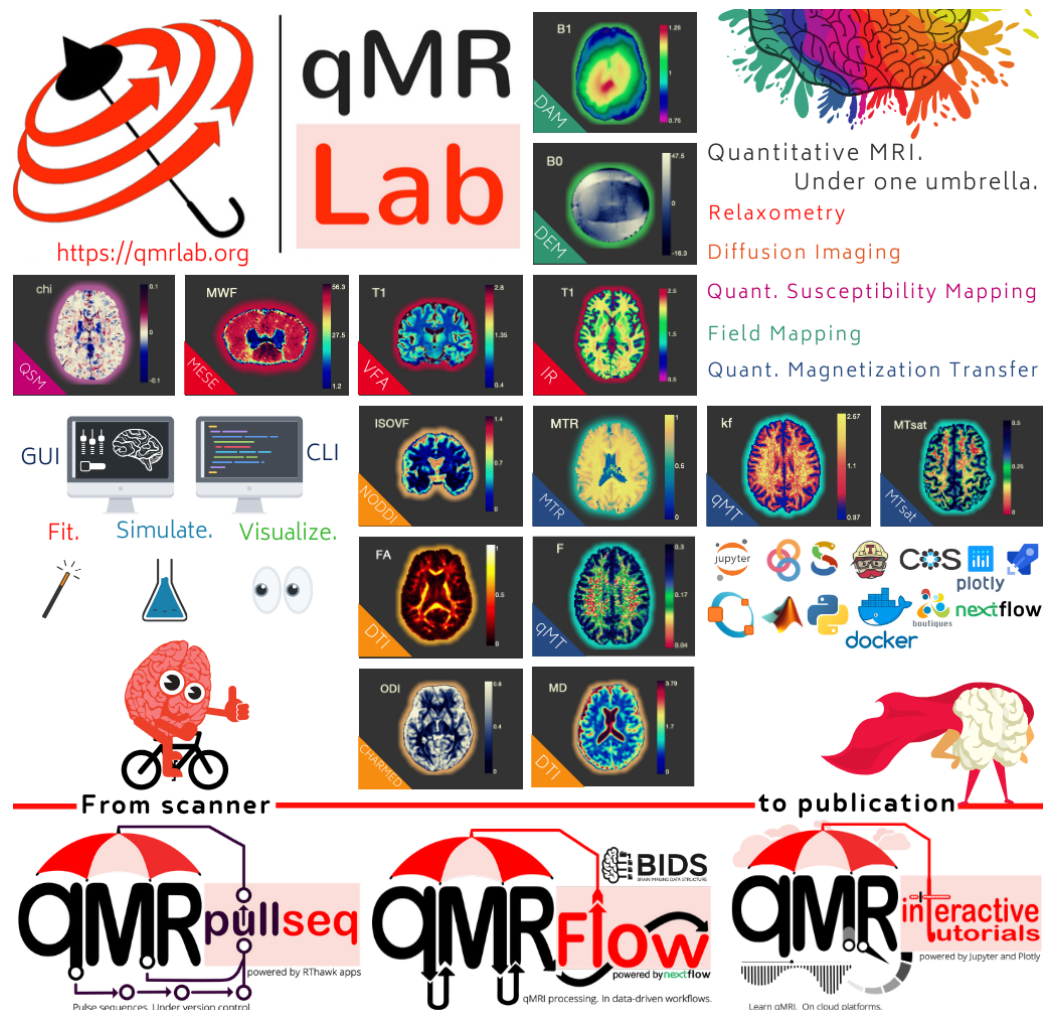 qMR
Lab
https://qmrlab.org
B1
1.25
0.75
DAM
B0
47.5
0
-16.3
DEM
Quantitative MRI.
Under one umbrella.
Relaxometry
Diffusion Imaging
Quant. Susceptibility Mapping
Field Mapping
Quant. Magnetization Transfer
chi
0.1
0
-0.1
QSM
MWF
56.3
27.5
1.2
MESE
T1
2.8
1.35
0.4
VFA
T1
2.5
1.5
0.5
IR
GUI
CLI
Fit.
Simulate.
Visualize.
ISOVF
1.4
0.7
0
NODDI
MTR
1
0.5
0
MTR
kf
2.57
1.1
0.87
qMT
MTsat
0.5
0.25
0
MTsat
FA
1
0.5
0
DTI
F
0.3
0.17
0.04
qMT
jupyter
COS
plotly
boutiques
nextflow
docker
ODI
0.8
0.4
0
CHARMED
MD
3.79
1.7
0
DTI
From scanner
to publication
qMR
pullseq
powered by RThawk apps
Pulse sequences. Under version control.
BIDS
BRAIN IMAGING DATA STRUCTURE
qMR
Flow
powered by nextflow
qMRI processing. In data-driven workflows.
qMR
interactive
tutorials
powered by Jupyter and Plotly
Learn qMRI. On cloud platforms.